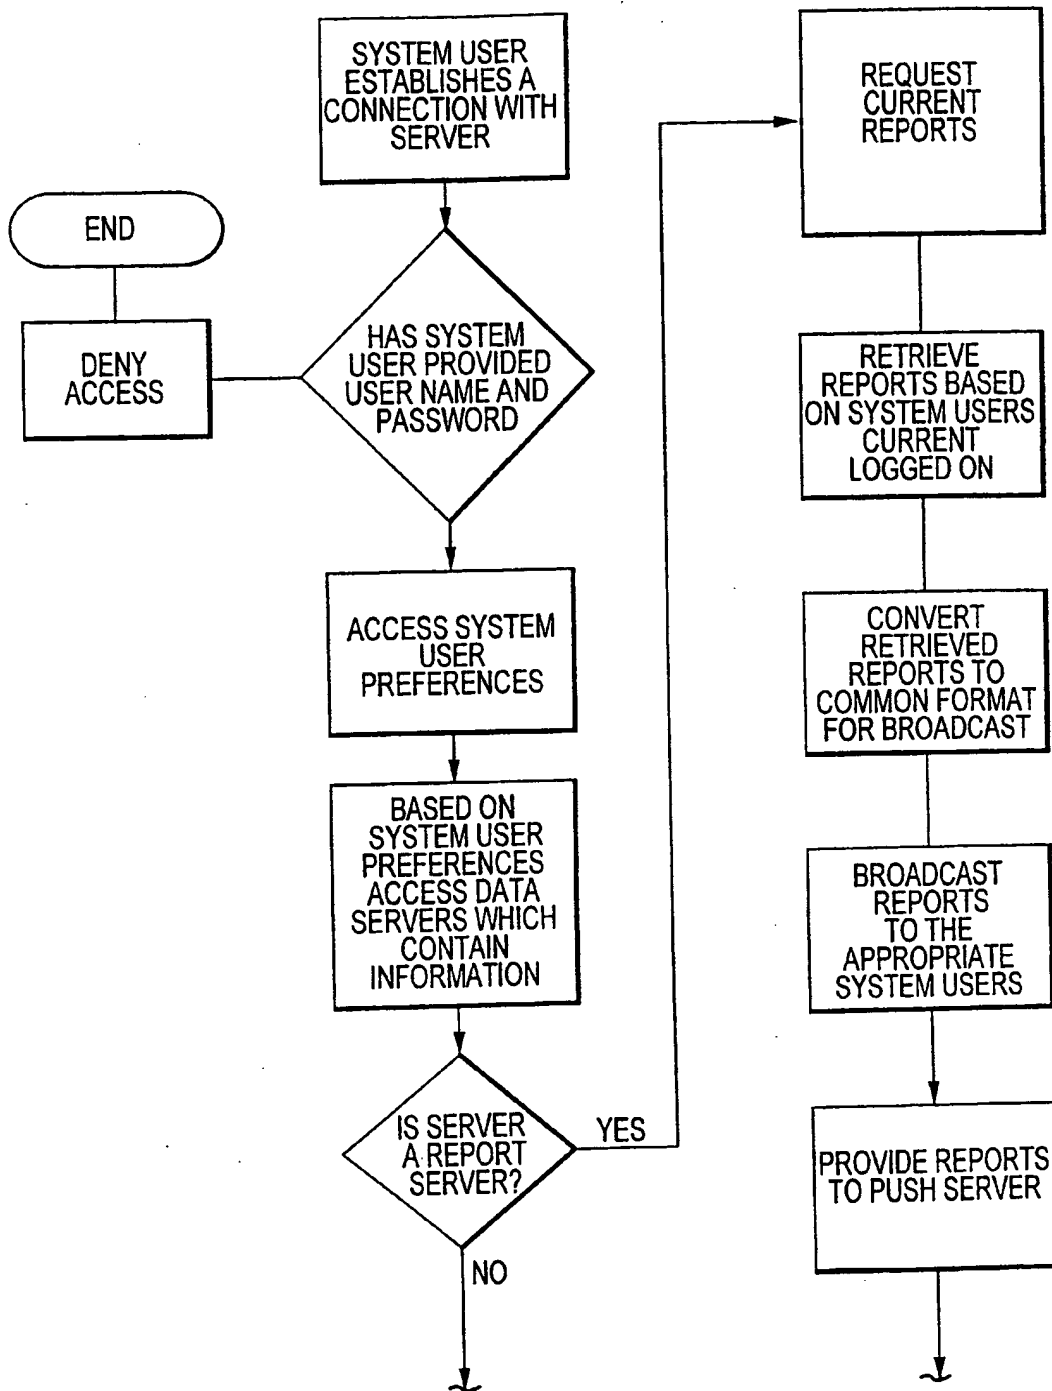 SYSTEM USER
ESTABLISHES A
CONNECTION WITH
SERVER
END
DENY
ACCESS
HAS SYSTEM
USER PROVIDED
USER NAME AND
PASSWORD
ACCESS SYSTEM
USER
PREFERENCES
BASED ON
SYSTEM USER
PREFERENCES
ACCESS DATA
SERVERS WHICH
CONTAIN
INFORMATION
IS SERVER
A REPORT
SERVER?
YES
NO
REQUEST
CURRENT
REPORTS
RETRIEVE
REPORTS BASED
ON SYSTEM USERS
CURRENT
LOGGED ON
CONVERT
RETRIEVED
REPORTS TO
COMMON FORMAT
FOR BROADCAST
BROADCAST
REPORTS
TO THE
APPROPRIATE
SYSTEM USERS
PROVIDE REPORTS
TO PUSH SERVER